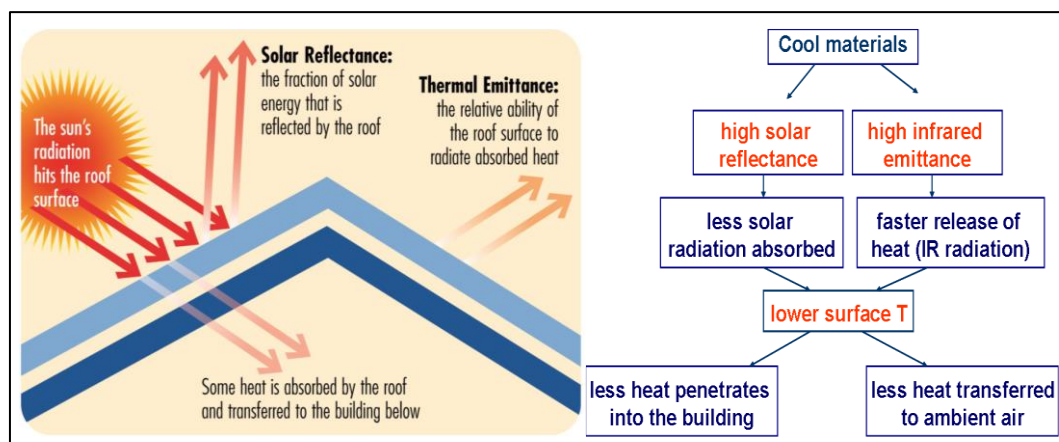 The sun's
radiation
hits the roof
surface
Solar Reflectance:
the fraction of solar
energy that is
reflected by the roof
Thermal Emittance:
the relative ability of
the roof surface to
radiate absorbed heat
Some heat is absorbed by the roof
and transferred to the building below
Cool materials
high solar
reflectance
high infrared
emittance
less solar
radiation absorbed
faster release of
heat (IR radiation)
lower surface T
less heat penetrates
into the building
less heat transferred
to ambient air